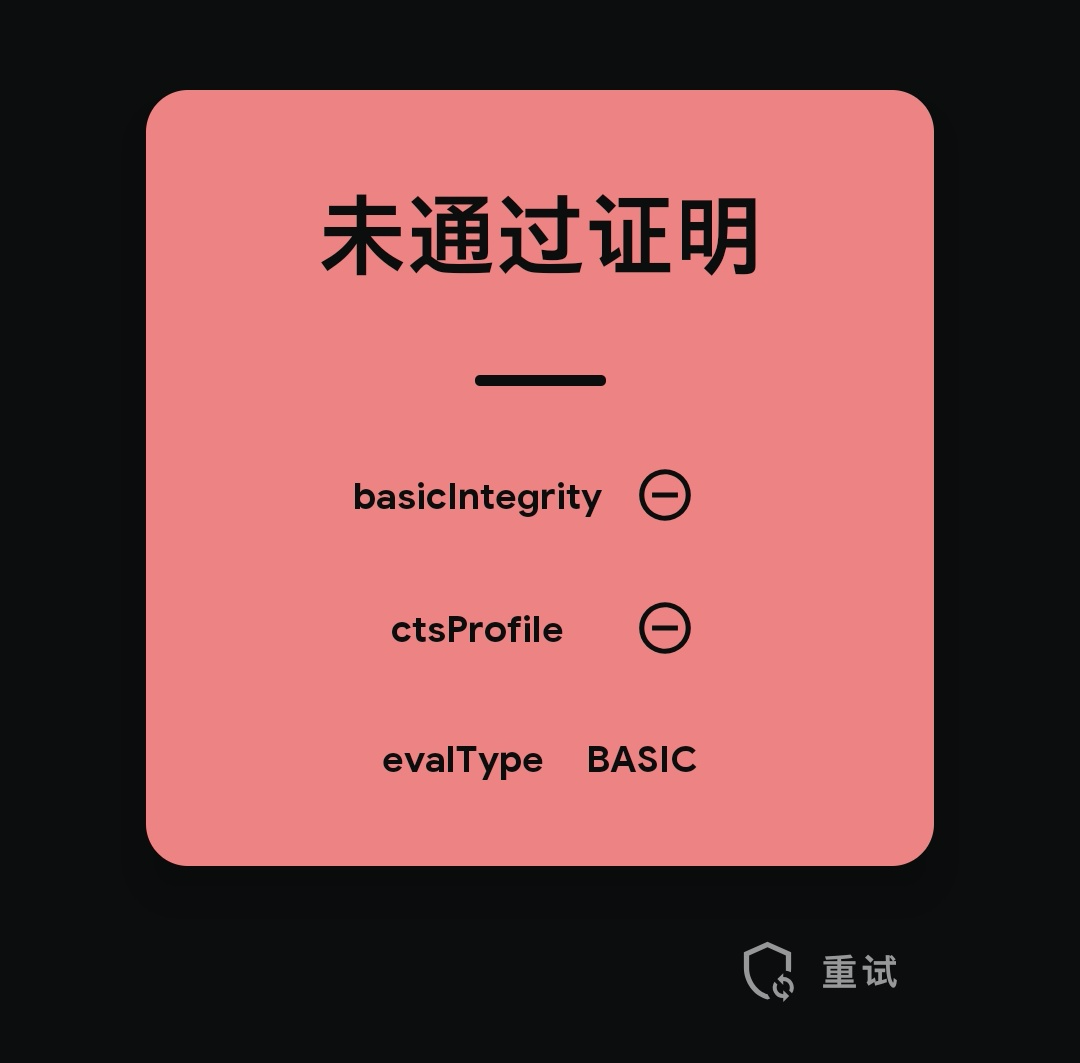 未通过证明
basicIntegrity
ctsProfile
evalType BASIC
重试